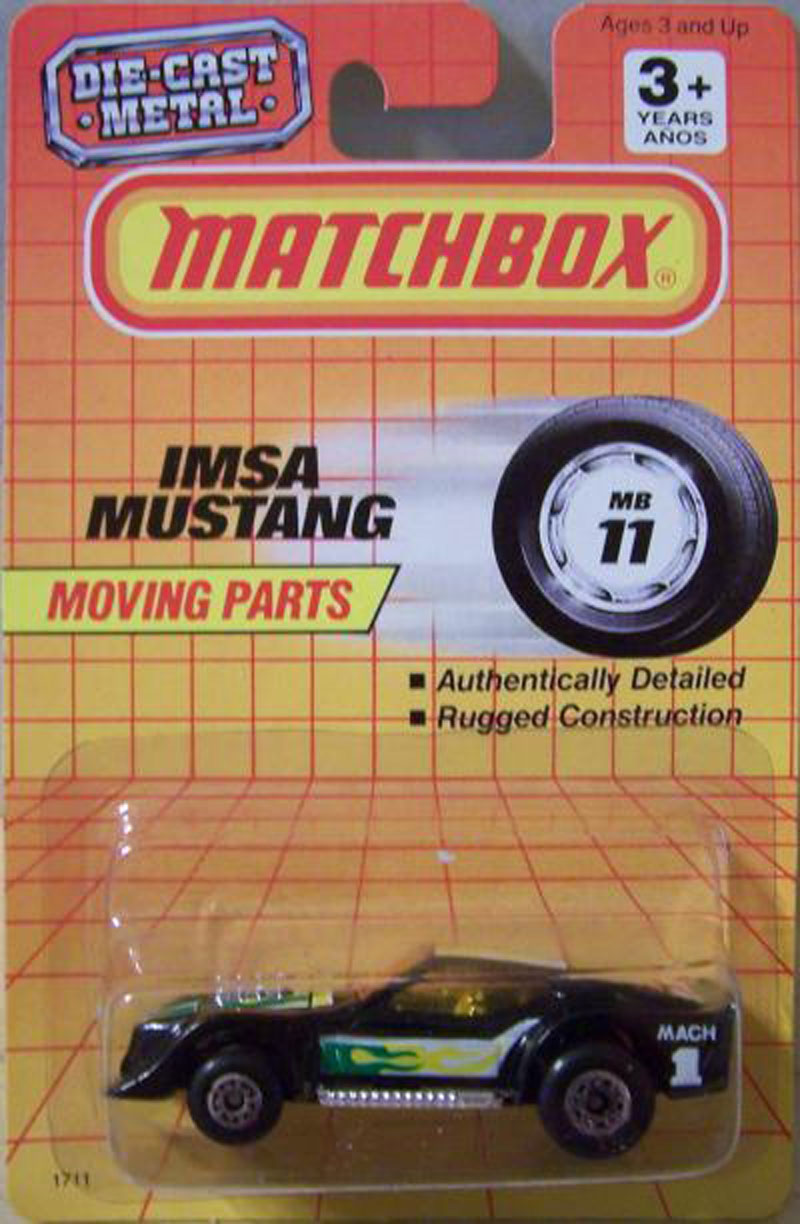 Ages 3 and Up
DIE-CAST
METAL
3+
YEARS
AÑOS
MATCHBOX®
IMSA
MUSTANG
MB
11
MOVING PARTS
■ Authentically Detailed
■ Rugged Construction
MACH
1
1711